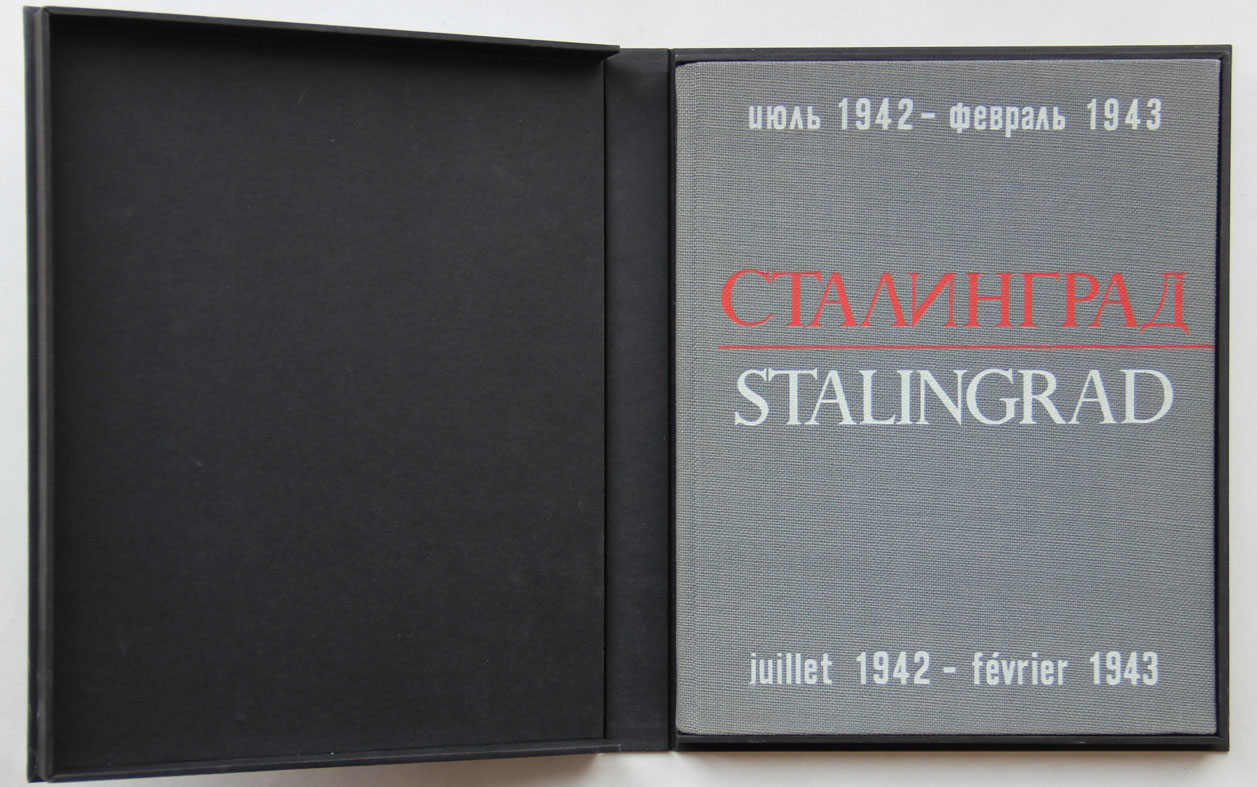 июль 1942 – февраль 1943
СТАЛИНГРАД
STALINGRAD
juillet 1942 – février 1943